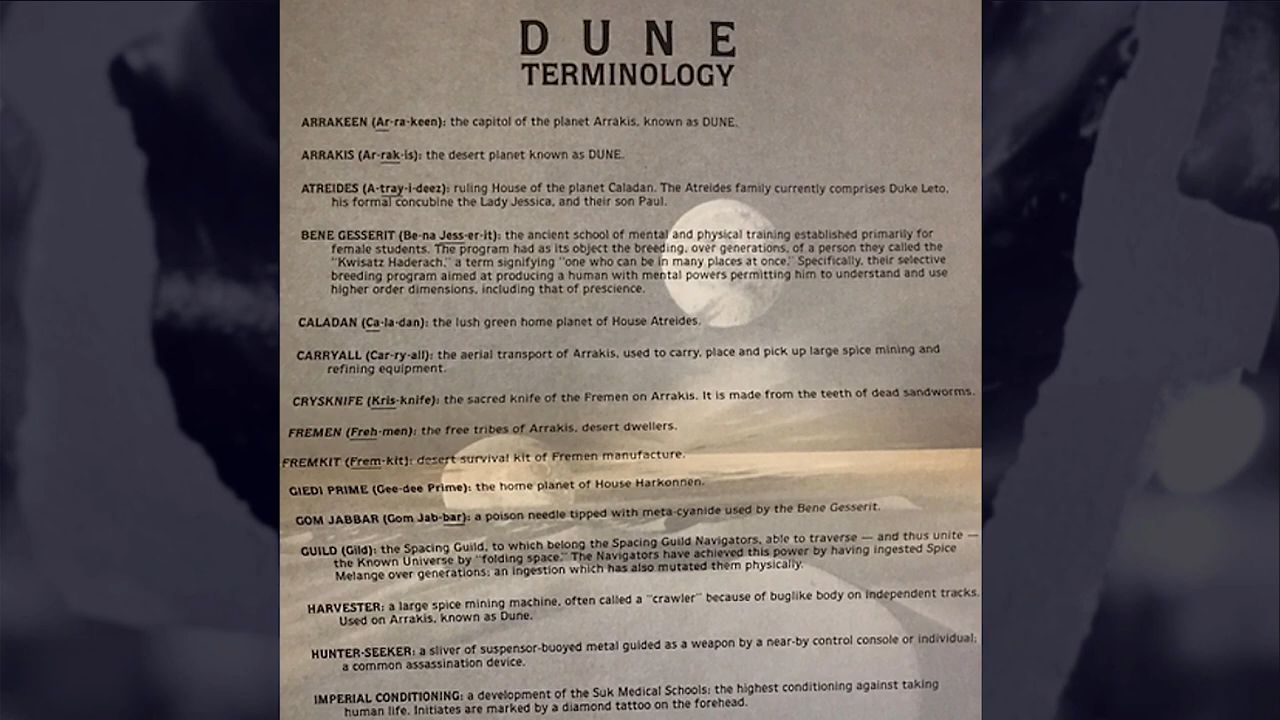 DUNE
TERMINOLOGY
ARRAKEEN (Ar-ra-keen): the capitol of the planet Arrakis, known as DUNE.
ARRAKIS (Ar-rak-is): the desert planet known as DUNE.
ATREIDES (A-tray-i-deez): ruling House of the planet Caladan. The Atreides family currently comprises Duke Leto,
his formal concubine the Lady Jessica, and their son Paul.
BENE GESSERIT (Be-na Jess-er-it): the ancient school of mental and physical training established primarily for
female students. The program had as its object the breeding, over generations, of a person they called the
"Kwisatz Haderach," a term signifying "one who can be in many places at once." Specifically, their selective
breeding program aimed at producing a human with mental powers permitting him to understand and use
higher order dimensions, including that of prescience.
CALADAN (Ca-la-dan): the lush green home planet of House Atreides.
CARRYALL (Car-ry-all): the aerial transport of Arrakis, used to carry, place and pick up large spice mining and
refining equipment.
CRYSKNIFE (Kris-knife): the sacred knife of the Fremen on Arrakis. It is made from the teeth of dead sandworms.
FREMEN (Freh-men): the free tribes of Arrakis, desert dwellers.
FREMKIT (Frem-kit): desert survival kit of Fremen manufacture.
GIEDI PRIME (Gee-dee Prime): the home planet of House Harkonnen.
GOM JABBAR (Gom Jab-bar): a poison needle tipped with meta-cyanide used by the Bene Gesserit.
GUILD (Gild): the Spacing Guild, to which belong the Spacing Guild Navigators, able to traverse — and thus unite —
the Known Universe by "folding space." The Navigators have achieved this power by having ingested Spice
Melange over generations; an ingestion which has also mutated them physically.
HARVESTER: a large spice mining machine, often called a "crawler" because of buglike body on independent tracks.
Used on Arrakis, known as Dune.
HUNTER-SEEKER: a sliver of suspensor-buoyed metal guided as a weapon by a near-by control console or individual;
a common assassination device.
IMPERIAL CONDITIONING: a development of the Suk Medical Schools; the highest conditioning against taking
human life. Initiates are marked by a diamond tattoo on the forehead.